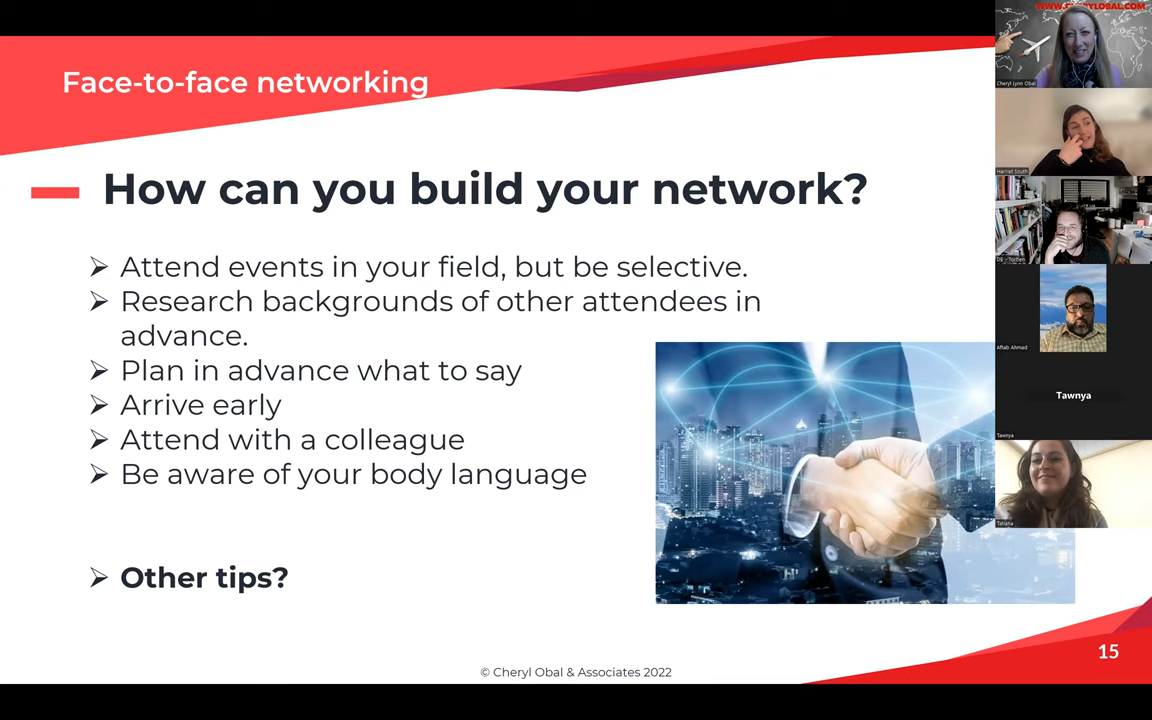 Face-to-face networking
How can you build your network?
➢ Attend events in your field, but be selective.
➢ Research backgrounds of other attendees in
advance.
➢ Plan in advance what to say
➢ Arrive early
➢ Attend with a colleague
➢ Be aware of your body language
➢ Other tips?
© Cheryl Obal & Associates 2022
15
Cheryl Lynn Obal
Harriet South
Aftab Ahmad
Tawnya
Tawnya
Tatiana